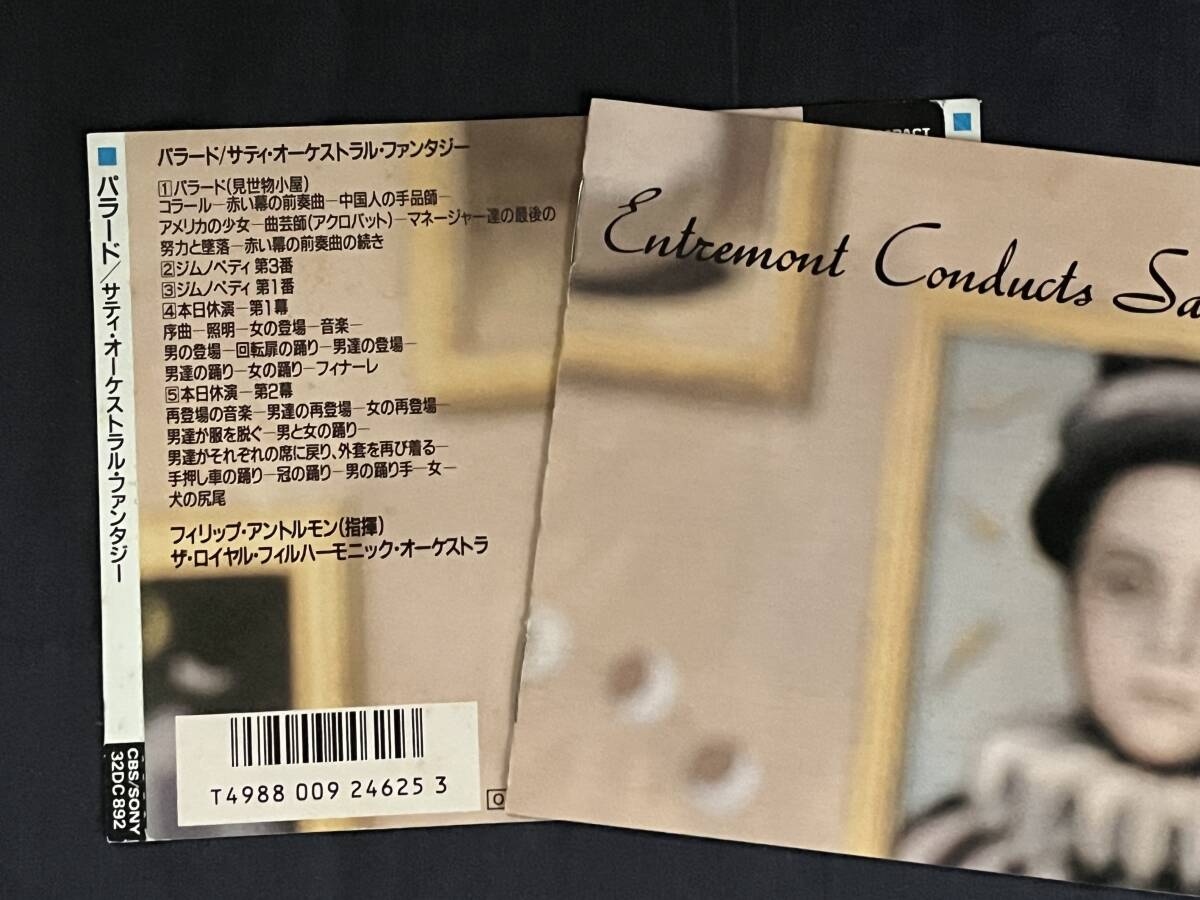 パラード/サティ・オーケストラル・ファンタジー
1 パラード(見世物小屋)
コラール―赤い幕の前奏曲―中国人の手品師―
アメリカの少女―曲芸師(アクロバット)―マネージャー達の最後の
努力と墜落―赤い幕の前奏曲の続き
2 ジムノペディ 第3番
3 ジムノペディ 第1番
4 本日休演―第1幕
序曲―照明―女の登場―音楽―
男の登場―回転扉の踊り―男達の登場―
男達の踊り―女の踊り―フィナーレ
5 本日休演―第2幕
再登場の音楽―男達の再登場―女の再登場―
男達が服を脱ぐ―男と女の踊り―
男達がそれぞれの席に戻り、外套を再び着る―
手押し車の踊り―冠の踊り―男の踊り手―女―
犬の尻尾
フィリップ・アントルモン(指揮)
ザ・ロイヤル・フィルハーモニック・オーケストラ
T4988 009 24625 3
■ パラード/サティ・オーケストラル・ファンタジー
CBS/SONY
32DC 892
Entremont Conducts Sa